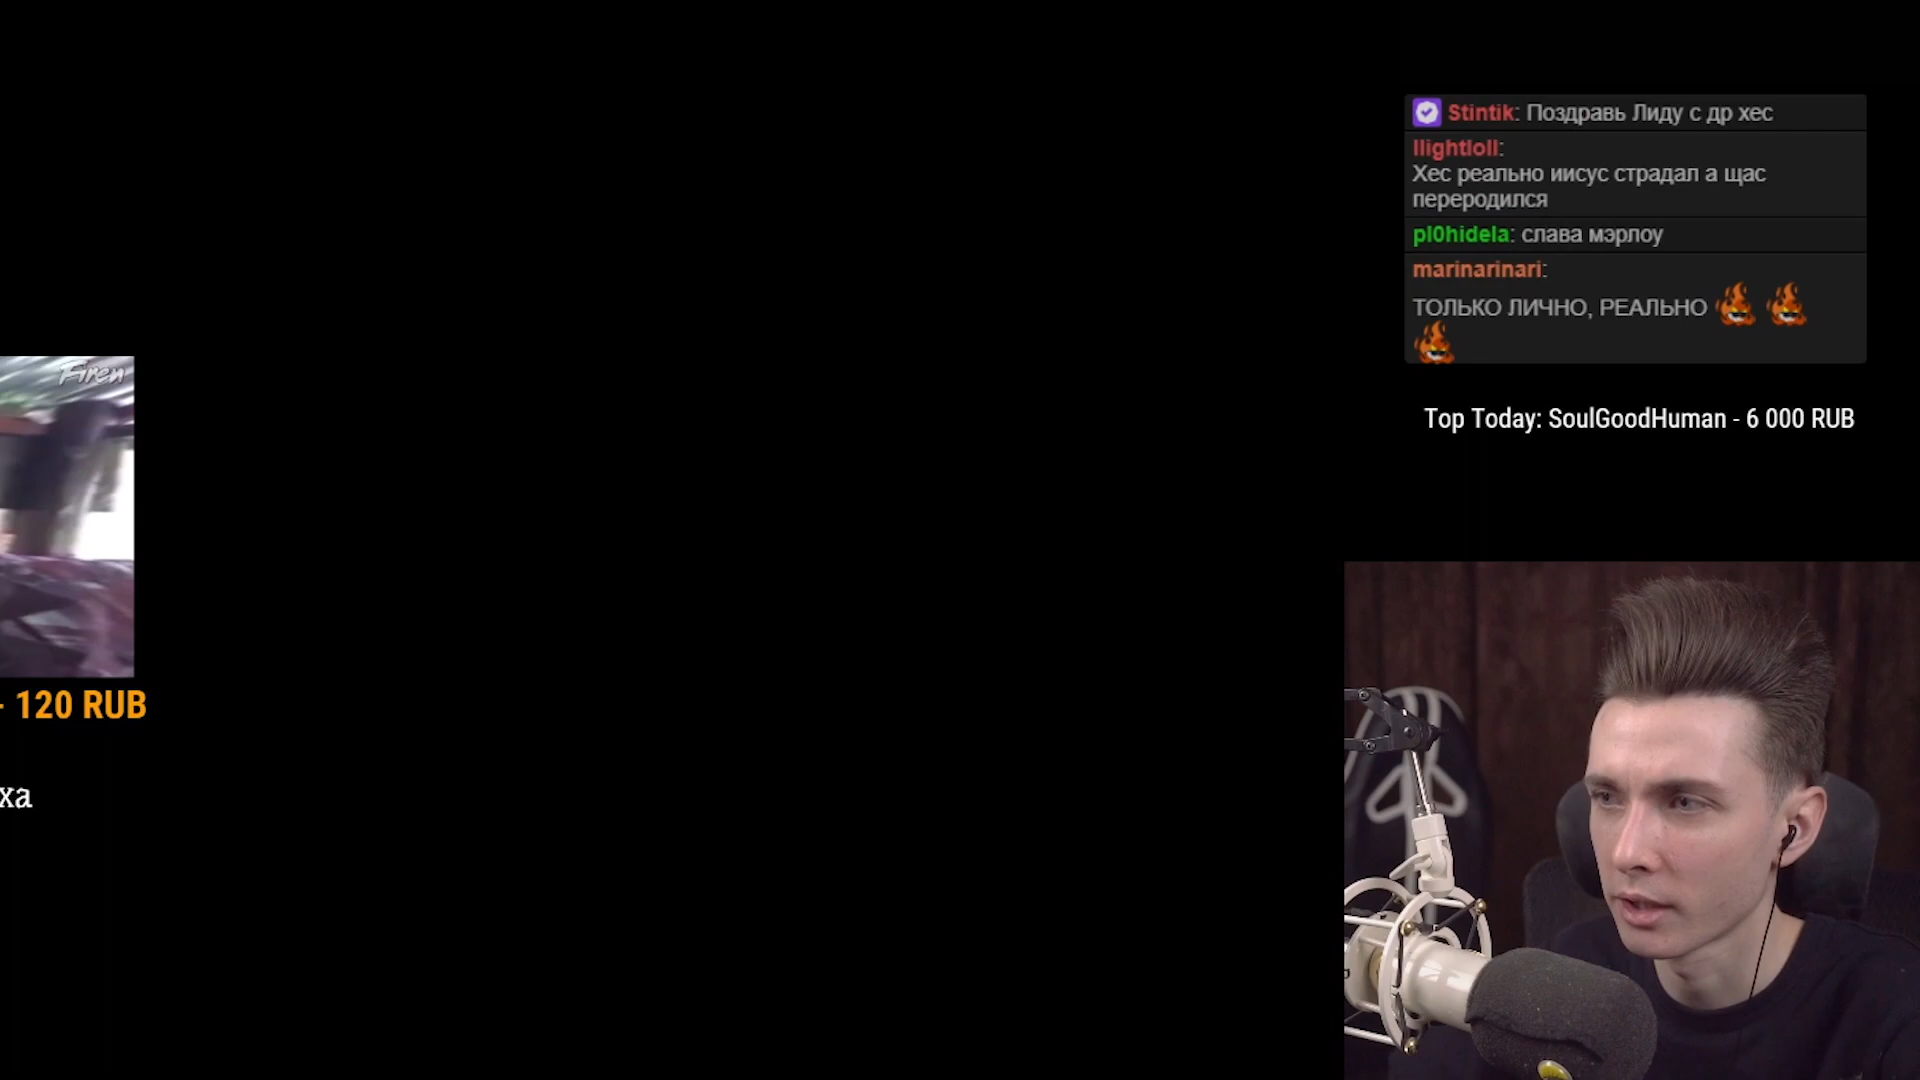 Stintik: Поздравь Лиду с др хес
llightloll:
Хес реально иисус страдал а щас
переродился
pl0hidela: слава мэрлоу
marinarinari:
ТОЛЬКО ЛИЧНО, РЕАЛЬНО
Top Today: SoulGoodHuman - 6 000 RUB
Firen
- 120 RUB
ха